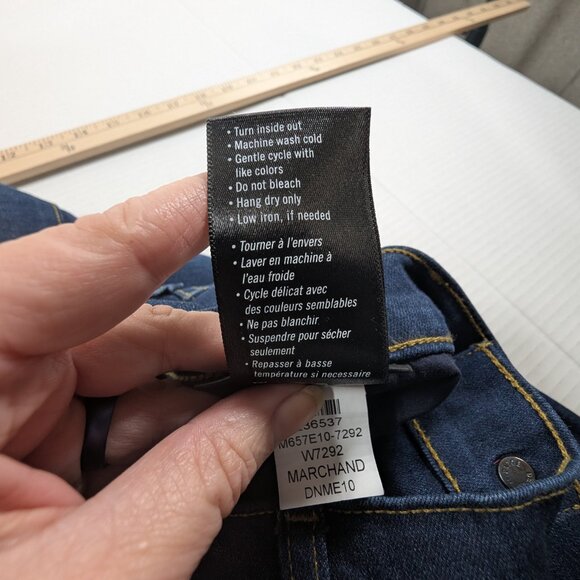 • Turn inside out
• Machine wash cold
• Gentle cycle with
like colors
• Do not bleach
• Hang dry only
• Low iron, if needed
• Tourner à l'envers
• Laver en machine à
l'eau froide
• Cycle délicat avec
des couleurs semblables
• Ne pas blanchir
• Suspendre pour sécher
seulement
• Repasser à basse
température si necessaire
M657E10-7292
W7292
MARCHAND
DNME10